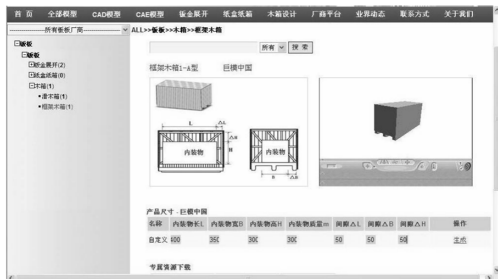 首 页 全部模型 CAD模型 CAE模型 钣金展开 纸盒纸箱 木箱设计 厂商平台 业界动态 联系方式 关于我们
---所有板板厂商---
ALL>>板板>>木箱>>框架木箱
板板
板板
钣金展开(2)
纸盒纸箱(0)
木箱(1)
滑木箱(1)
框架木箱(1)
所有 搜 索
框架木箱1-A型 巨模中国
L △L
内装物 H △H
内装物
B △B
产品尺寸 - 巨模中国
名称 内装物长L 内装物宽B 内装物高H 内装物质量m 间隙△L 间隙△B 间隙△H 操作
自定义 400 350 300 300 50 50 50 生成
专属资源下载